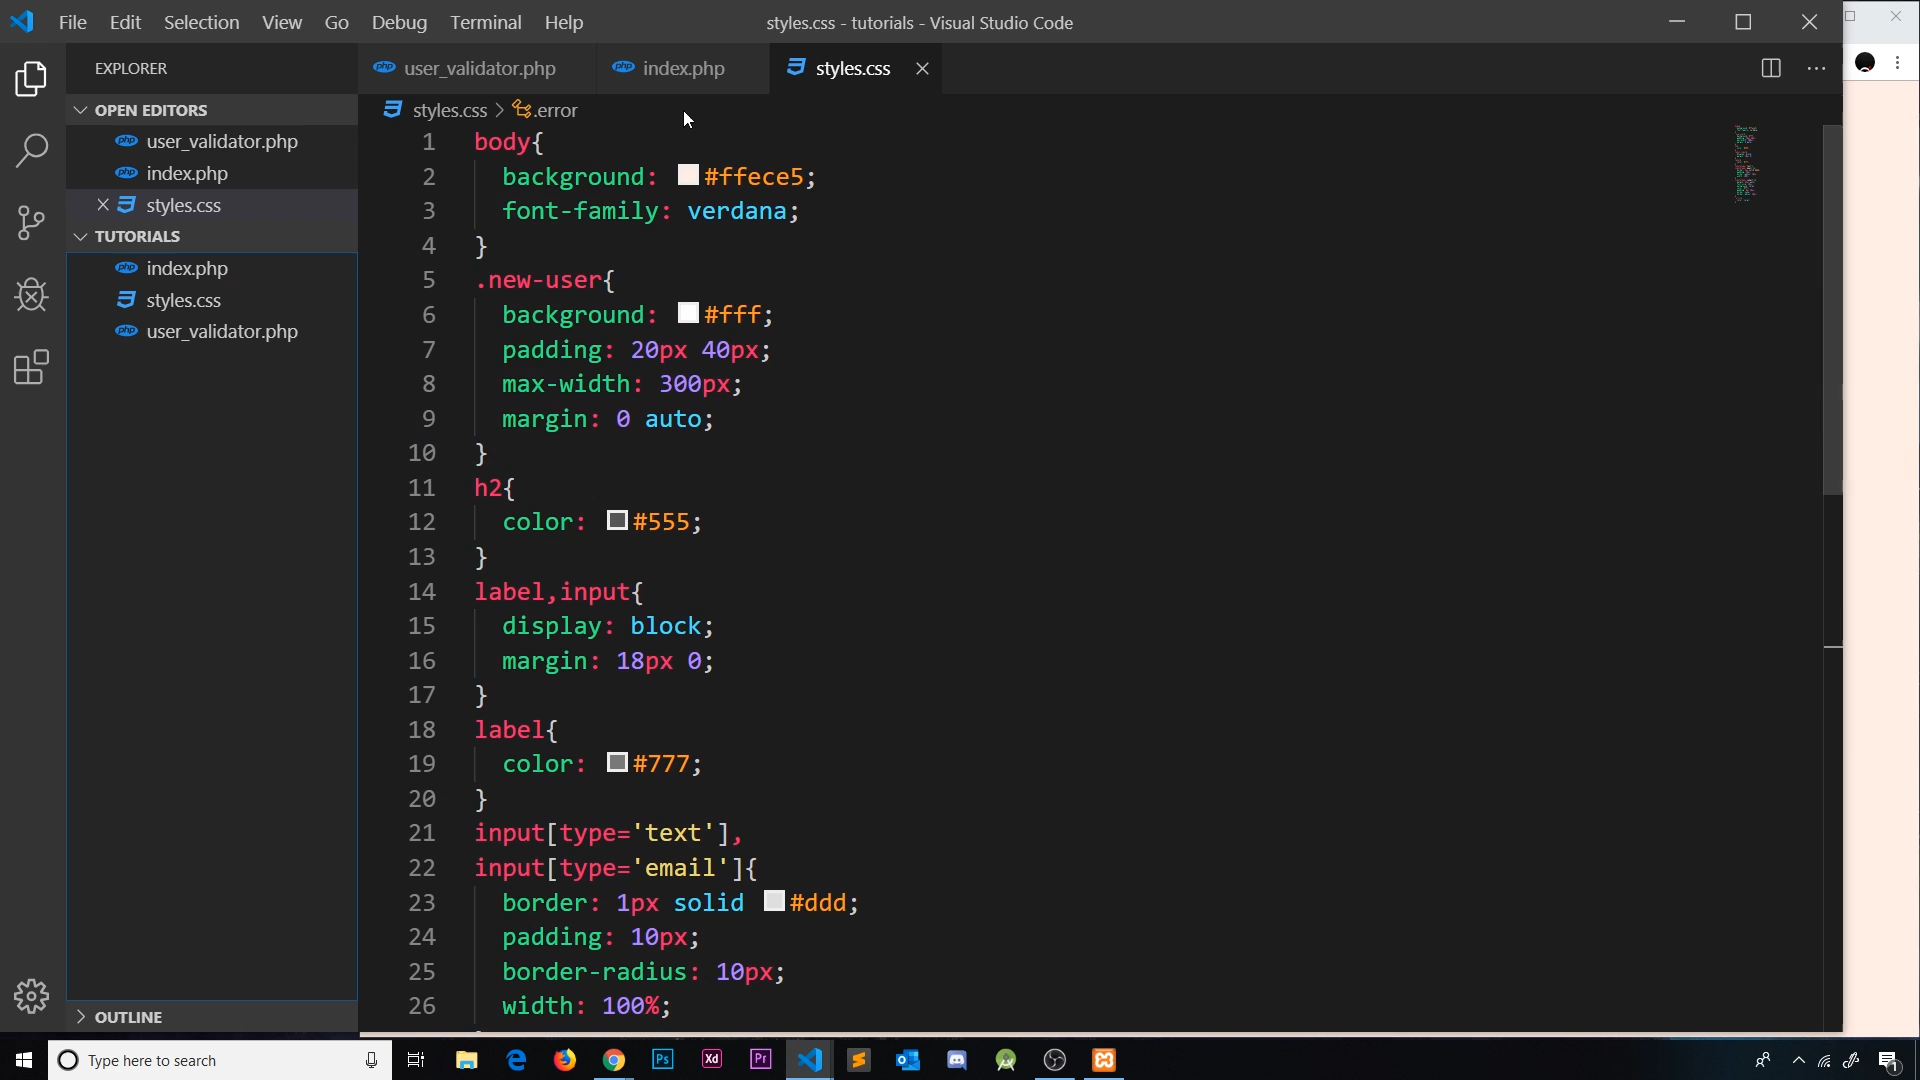 File Edit Selection View Go Debug Terminal Help
styles.css - tutorials - Visual Studio Code
EXPLORER
OPEN EDITORS
user_validator.php
index.php
styles.css
TUTORIALS
index.php
styles.css
user_validator.php
OUTLINE
user_validator.php index.php styles.css
styles.css > .error
1 body{
2 background: #ffece5;
3 font-family: verdana;
4 }
5 .new-user{
6 background: #fff;
7 padding: 20px 40px;
8 max-width: 300px;
9 margin: 0 auto;
10 }
11 h2{
12 color: #555;
13 }
14 label,input{
15 display: block;
16 margin: 18px 0;
17 }
18 label{
19 color: #777;
20 }
21 input[type='text'],
22 input[type='email']{
23 border: 1px solid #ddd;
24 padding: 10px;
25 border-radius: 10px;
26 width: 100%;
Type here to search
Ps Xd Pr
1